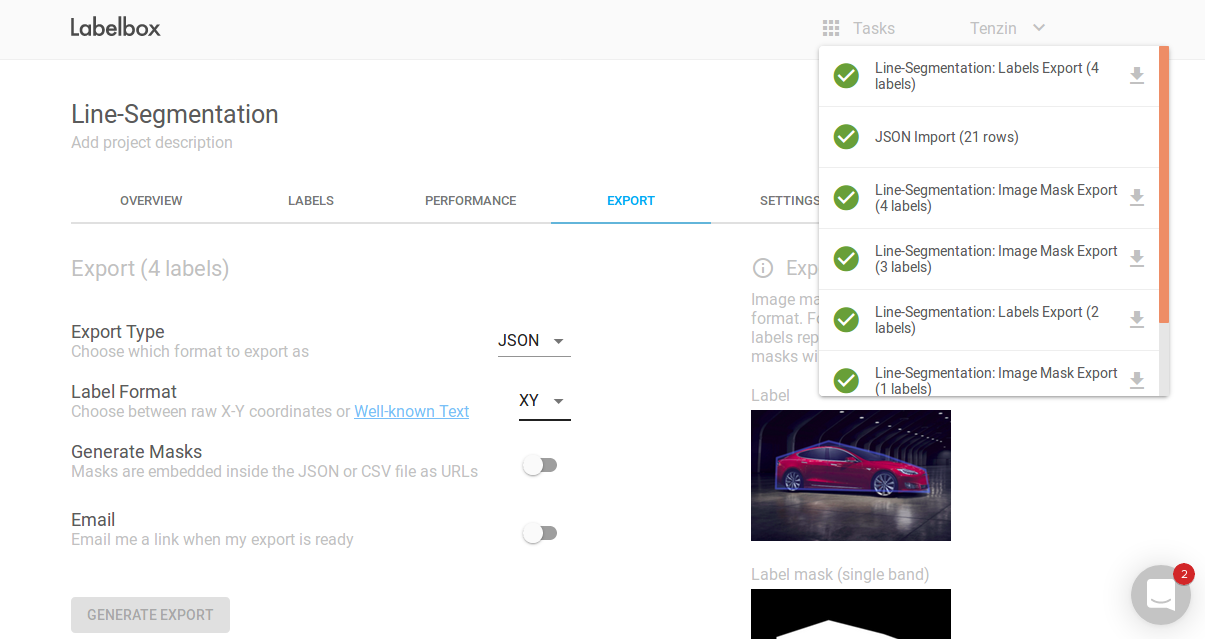 Labelbox
Tasks
Tenzin
Line-Segmentation: Labels Export (4
labels)
JSON Import (21 rows)
Line-Segmentation: Image Mask Export
(4 labels)
Line-Segmentation: Image Mask Export
(3 labels)
Line-Segmentation: Labels Export (2
labels)
Line-Segmentation: Image Mask Export
(1 labels)
Line-Segmentation
Add project description
OVERVIEW
LABELS
PERFORMANCE
EXPORT
SETTINGS
Export (4 labels)
Export Type
Choose which format to export as
JSON
Label Format
Choose between raw X-Y coordinates or Well-known Text
XY
Generate Masks
Masks are embedded inside the JSON or CSV file as URLs
Email
Email me a link when my export is ready
GENERATE EXPORT
Image
format.
labels
masks
Label
Label mask (single band)
2